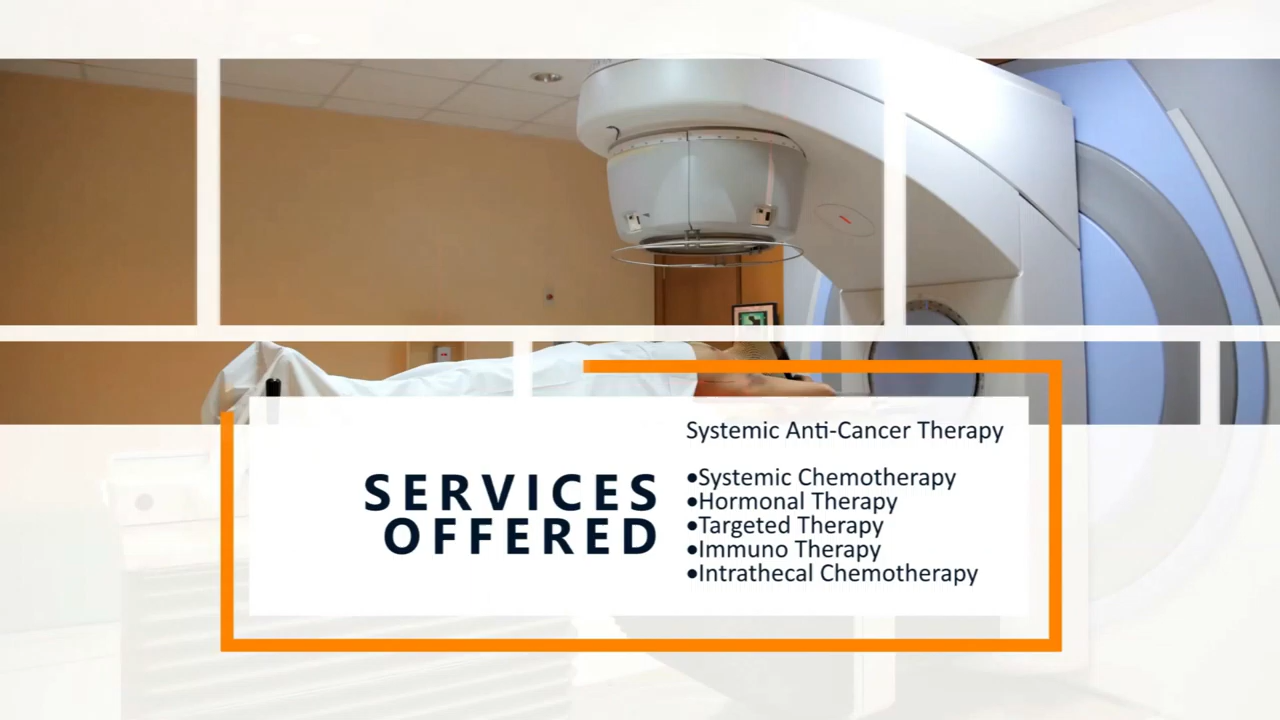 SERVICES
OFFERED
Systemic Anti-Cancer Therapy
•Systemic Chemotherapy
•Hormonal Therapy
•Targeted Therapy
•Immuno Therapy
•Intrathecal Chemotherapy